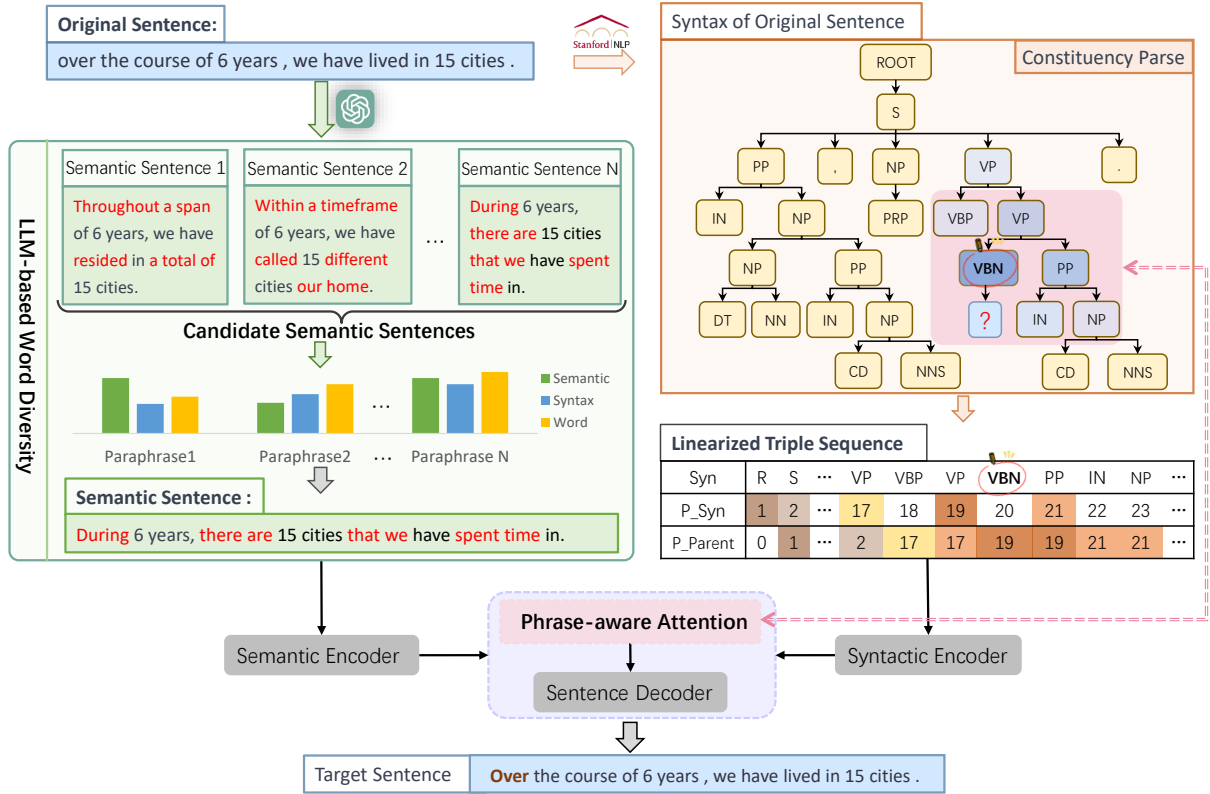 Original Sentence:
over the course of 6 years , we have lived in 15 cities .
Stanford NLP
Syntax of Original Sentence
Constituency Parse
ROOT
S
PP , NP VP .
IN NP PRP VBP VP
NP PP VBN PP
DT NN IN NP ? IN NP
CD NNS CD NNS
LLM-based Word Diversity
Semantic Sentence 1
Throughout a span
of 6 years, we have
resided in a total of
15 cities.
Semantic Sentence 2
Within a timeframe
of 6 years, we have
called 15 different
cities our home.
...
Semantic Sentence N
During 6 years,
there are 15 cities
that we have spent
time in.
Candidate Semantic Sentences
Semantic
Syntax
Word
...
Paraphrase1 Paraphrase2 ... Paraphrase N
Semantic Sentence :
During 6 years, there are 15 cities that we have spent time in.
Linearized Triple Sequence
Syn R S ... VP VBP VP VBN PP IN NP ...
P_Syn 1 2 ... 17 18 19 20 21 22 23 ...
P_Parent 0 1 ... 2 17 17 19 19 21 21 ...
Phrase-aware Attention
Semantic Encoder
Sentence Decoder
Syntactic Encoder
Target Sentence
Over the course of 6 years , we have lived in 15 cities .